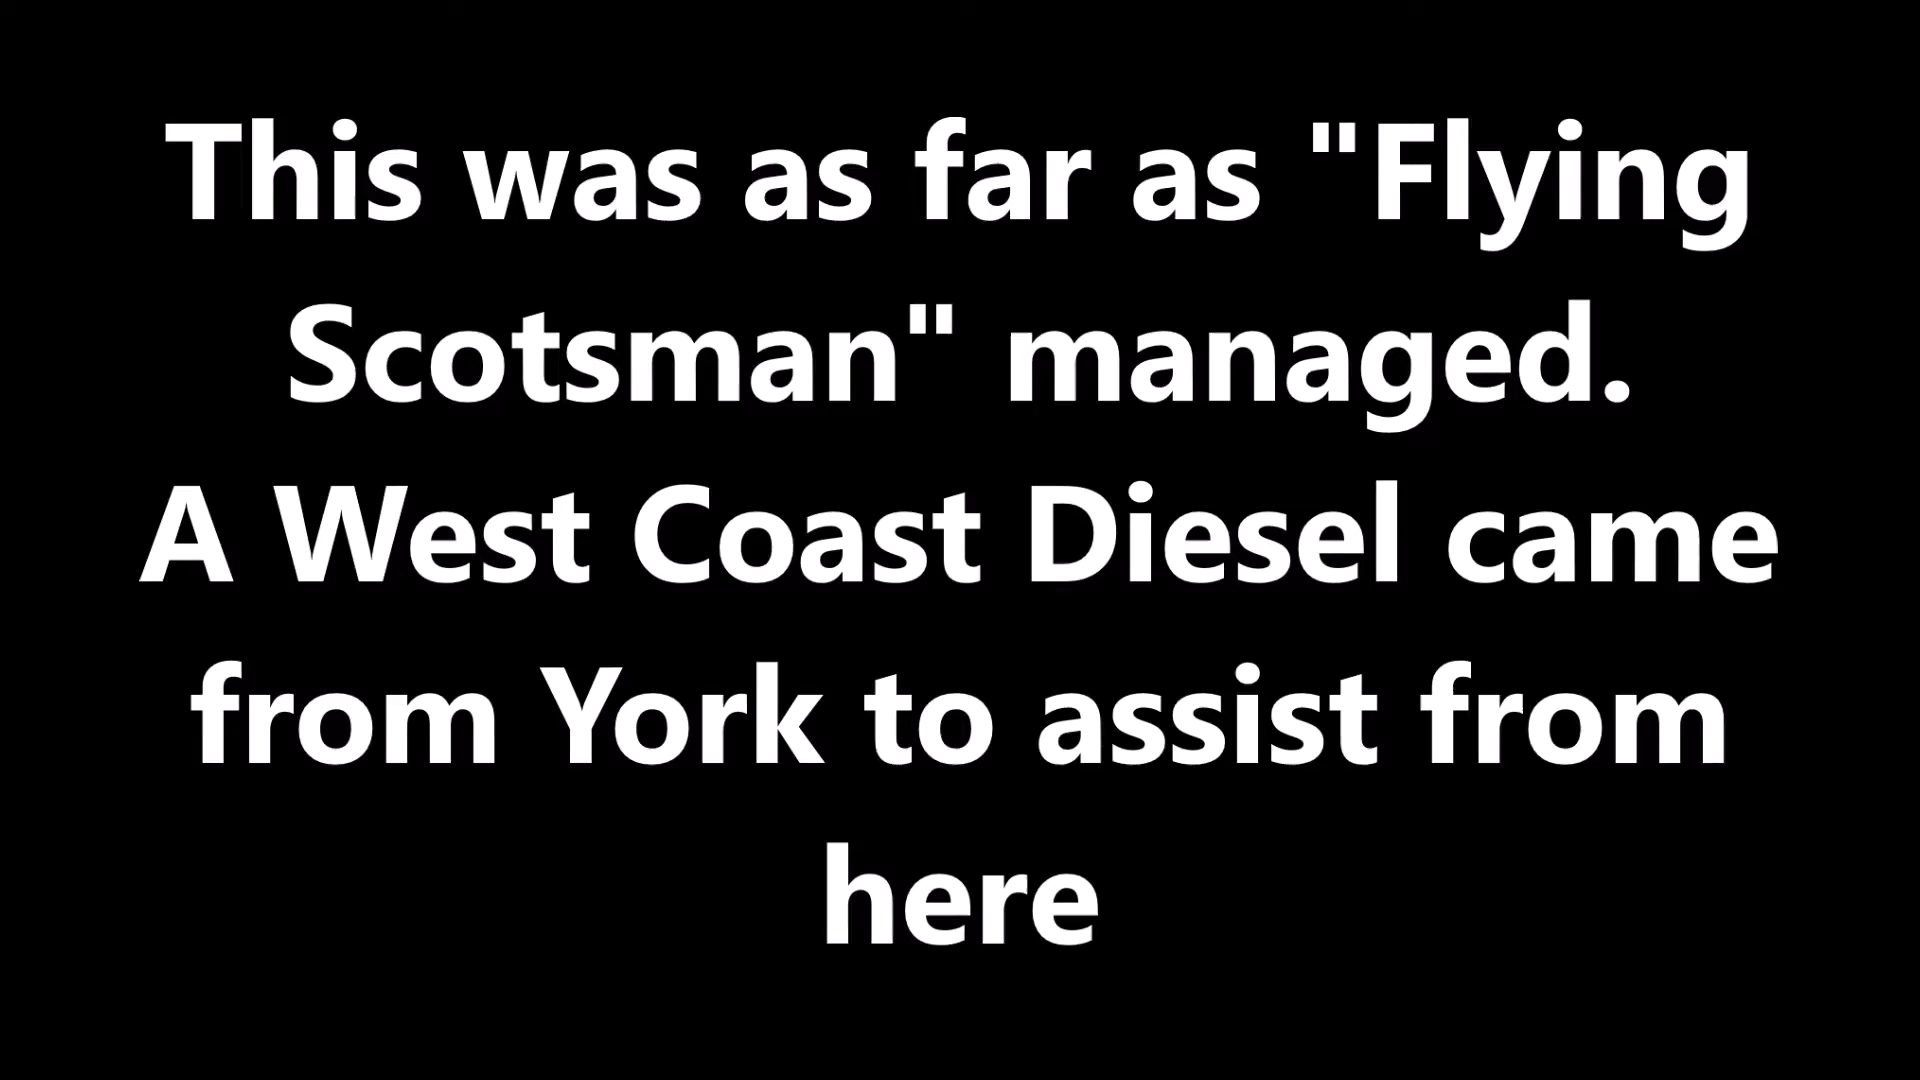 This was as far as "Flying
Scotsman" managed.
A West Coast Diesel came
from York to assist from
here